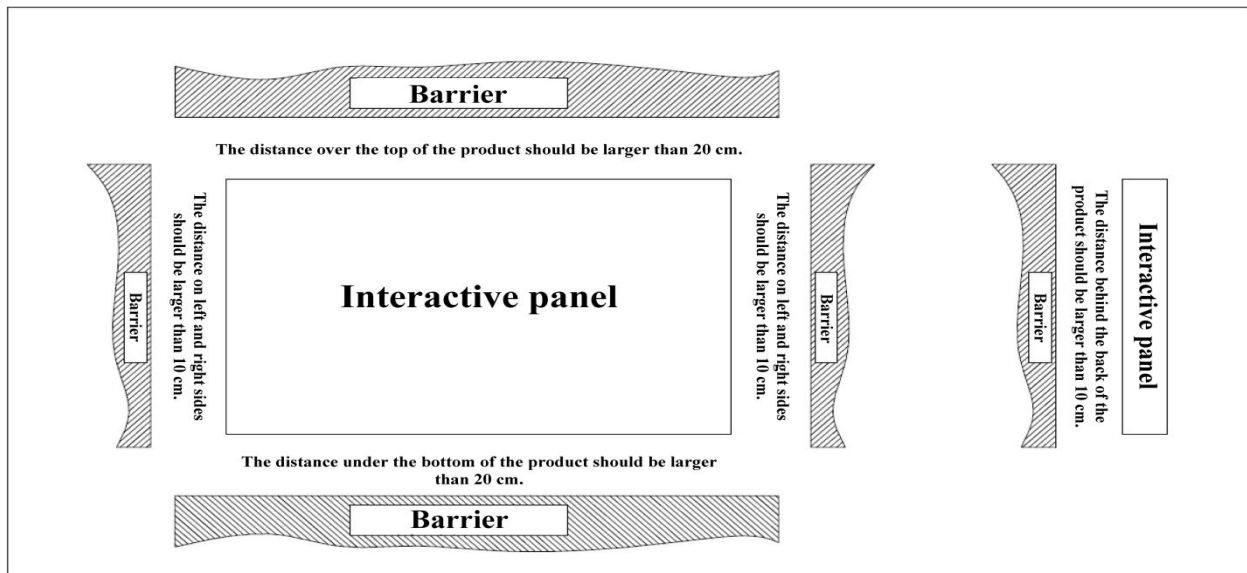 Barrier
The distance over the top of the product should be larger than 20 cm.
Barrier
The distance on left and right sides
should be larger than 10 cm.
Interactive panel
The distance on left and right sides
should be larger than 10 cm.
Barrier
Barrier
The distance behind the back of the
product should be larger than 10 cm.
Interactive panel
The distance under the bottom of the product should be larger
than 20 cm.
Barrier